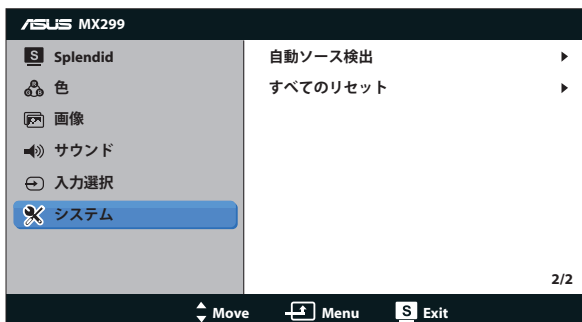 ASUS MX299
S Splendid
色
画像
サウンド
入力選択
システム
自動ソース検出
すべてのリセット
2/2
Move Menu S Exit